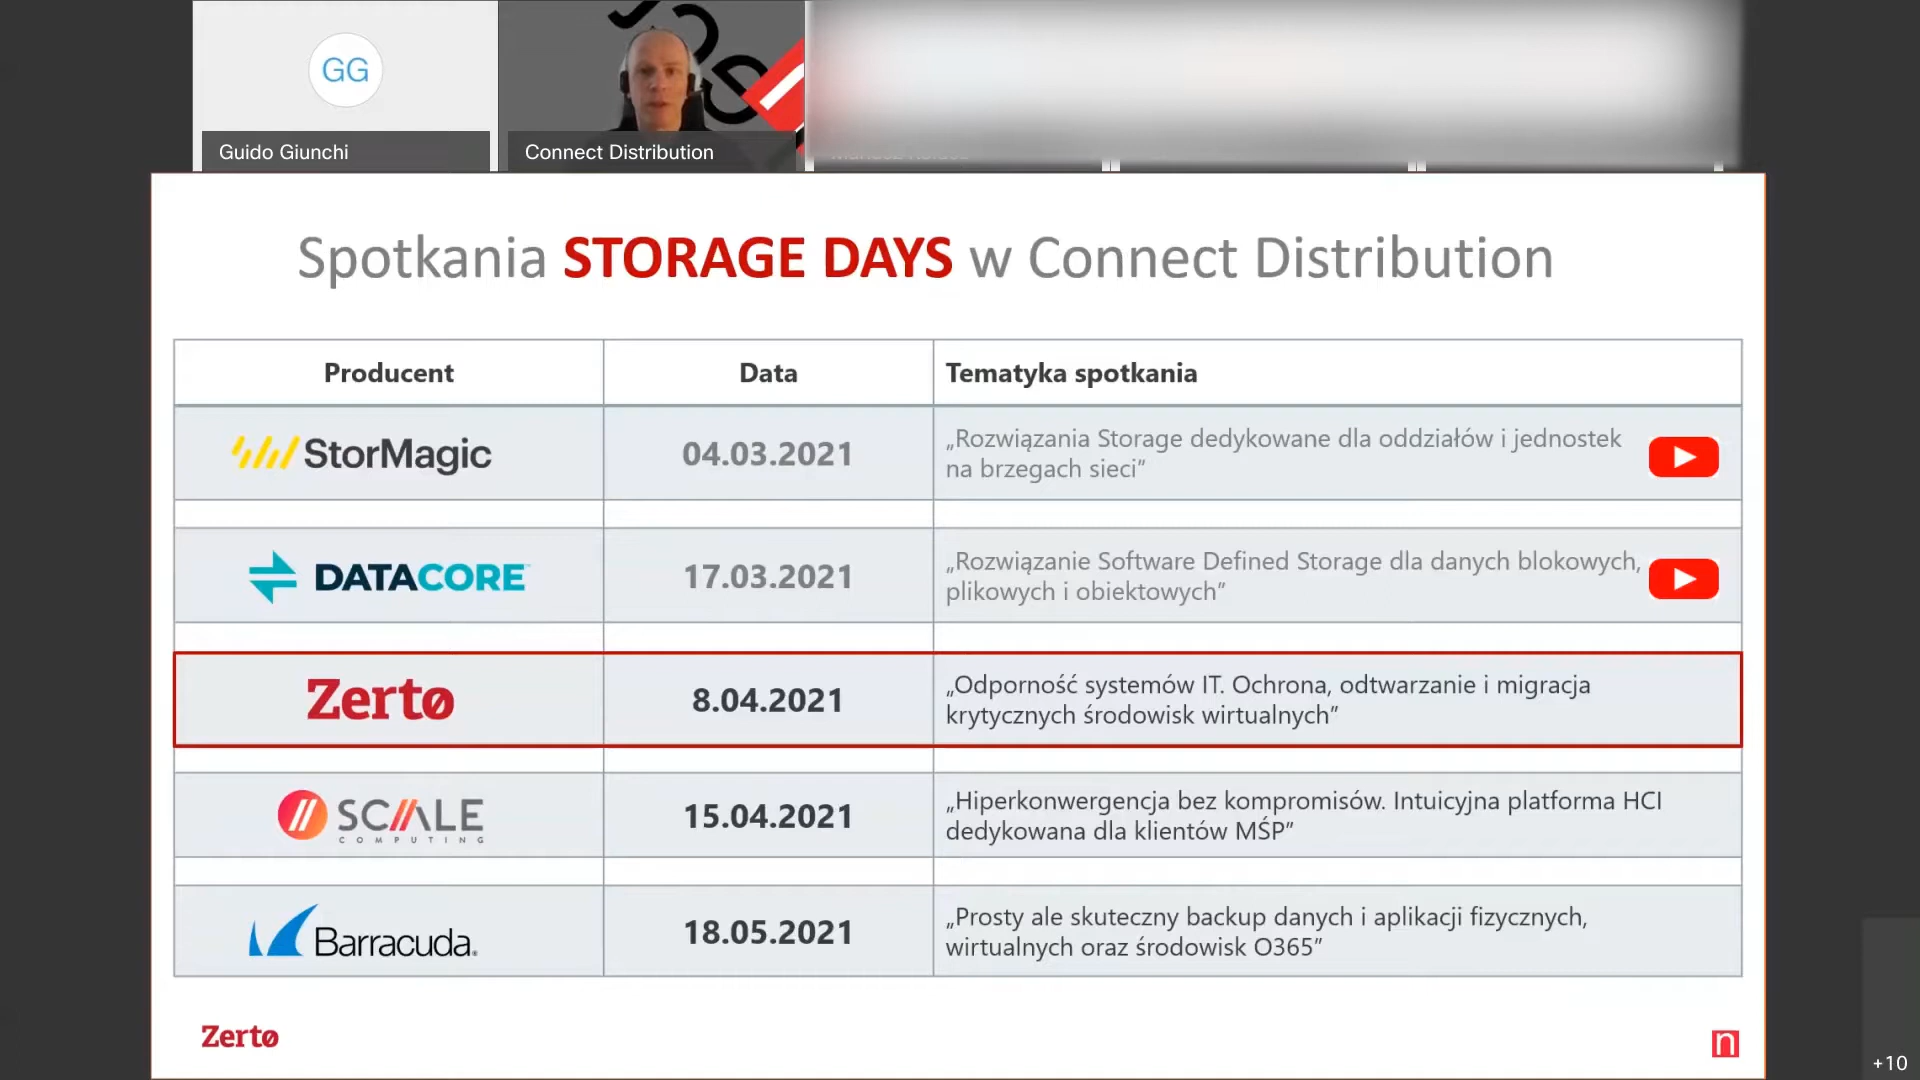 GG
Guido Giunchi
Connect Distribution
Spotkania STORAGE DAYS w Connect Distribution
Producent
Data
Tematyka spotkania
StorMagic
04.03.2021
„Rozwiązania Storage dedykowane dla oddziałów i jednostek
na brzegach sieci”
DATACORE
17.03.2021
„Rozwiązanie Software Defined Storage dla danych blokowych,
plikowych i obiektowych”
Zerto
8.04.2021
„Odporność systemów IT. Ochrona, odtwarzanie i migracja
krytycznych środowisk wirtualnych”
SCALE
COMPUTING
15.04.2021
„Hiperkonwergencja bez kompromisów. Intuicyjna platforma HCI
dedykowana dla klientów MŚP”
Barracuda
18.05.2021
„Prosty ale skuteczny backup danych i aplikacji fizycznych,
wirtualnych oraz środowisk O365”
Zerto
n
+10